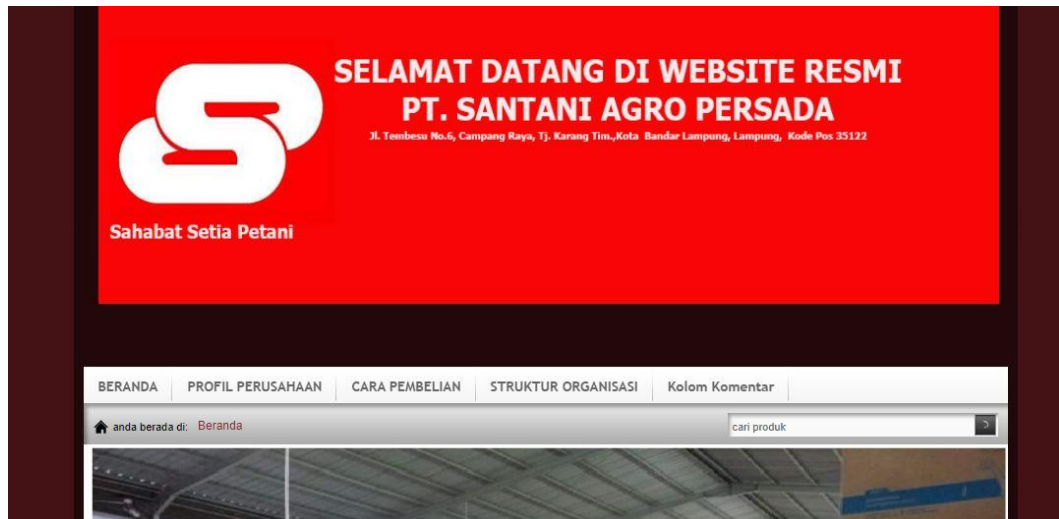 SELAMAT DATANG DI WEBSITE RESMI
PT. SANTANI AGRO PERSADA
Jl. Tembesu No.6, Campang Raya, Tj. Karang Tim.,Kota Bandar Lampung, Lampung, Kode Pos 35122
Sahabat Setia Petani
BERANDA PROFIL PERUSAHAAN CARA PEMBELIAN STRUKTUR ORGANISASI Kolom Komentar
anda berada di: Beranda cari produk